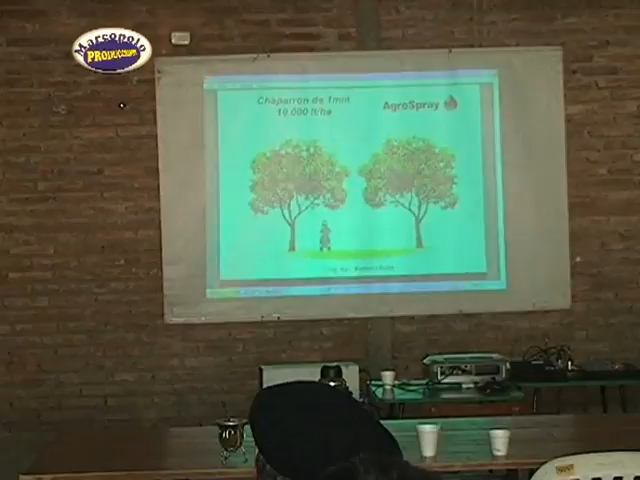 Marcopolo
PRODUCCIONES
Chaparron de 1min
10.000 lt/ha
AgroSpray